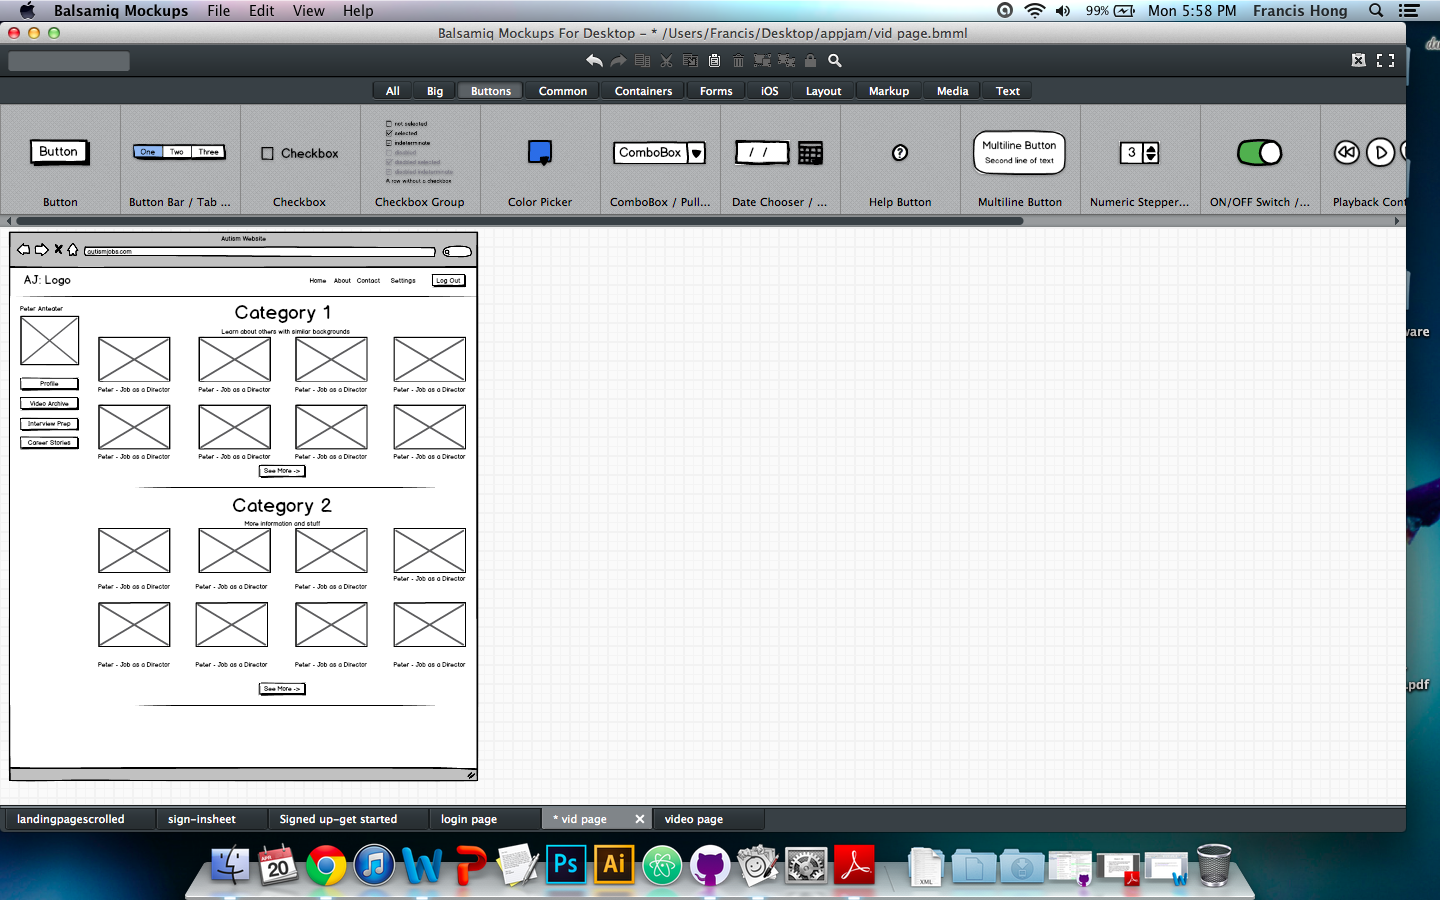 Balsamiq Mockups File Edit View Help 99% Mon 5:58 PM Francis Hong
Balsamiq Mockups For Desktop - * /Users/Francis/Desktop/appjam/vid page.bmml
All Big Buttons Common Containers Forms iOS Layout Markup Media Text
Button
One Two Three
Checkbox
not selected
selected
indeterminate
disabled
disabled selected
disabled indeterminate
A row without a checkbox
ComboBox
/ /
?
Multiline Button
Second line of text
3
Button Button Bar / Tab ... Checkbox Checkbox Group Color Picker ComboBox / Pull... Date Chooser / ... Help Button Multiline Button Numeric Stepper... ON/OFF Switch /... Playback Cont
Autism Website
autismjobs.com
AJ: Logo Home About Contact Settings Log Out
Peter Anteater
Profile
Video Archive
Interview Prep
Career Stories
Category 1
Learn about others with similar backgrounds
Peter - Job as a Director Peter - Job as a Director Peter - Job as a Director Peter - Job as a Director
Peter - Job as a Director Peter - Job as a Director Peter - Job as a Director Peter - Job as a Director
See More ->
Category 2
More information and stuff
Peter - Job as a Director Peter - Job as a Director Peter - Job as a Director Peter - Job as a Director
Peter - Job as a Director Peter - Job as a Director Peter - Job as a Director Peter - Job as a Director
See More ->
ware
.pdf
landingpagescrolled sign-insheet Signed up-get started login page * vid page video page
APR
20
Ps
Ai
XML